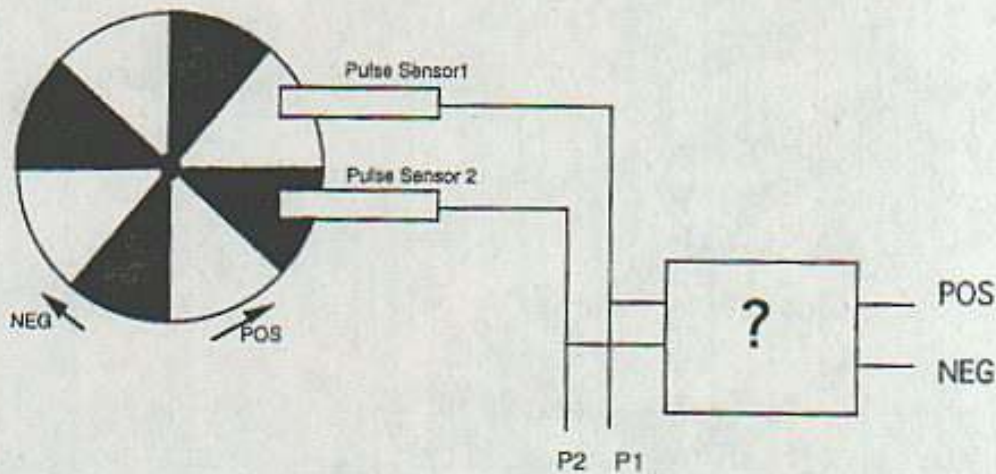 Pulse Sensor1
Pulse Sensor 2
NEG
POS
?
POS
NEG
P2 P1